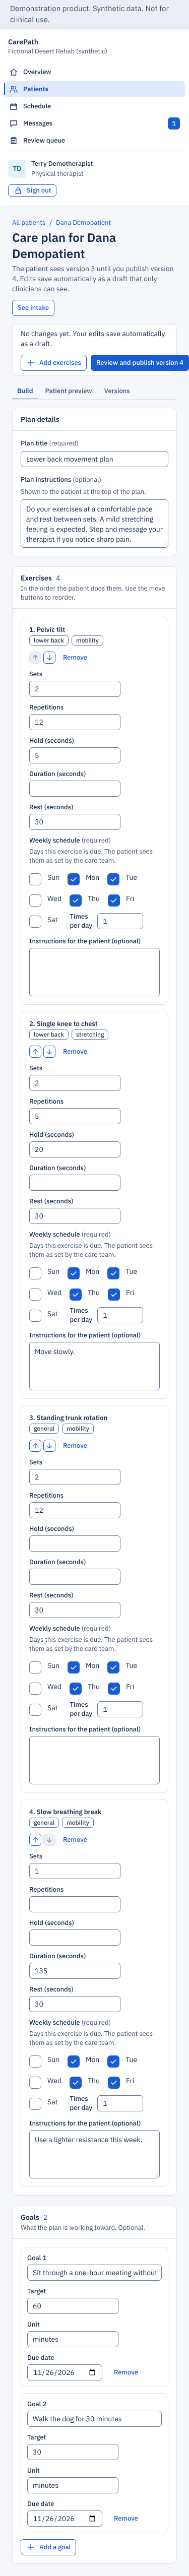 Demonstration product. Synthetic data. Not for
clinical use.
CarePath
Fictional Desert Rehab (synthetic)
Overview
Patients
Schedule
Messages 1
Review queue
TD
Terry Demotherapist
Physical therapist
Sign out
All patients / Dana Demopatient
Care plan for Dana
Demopatient
The patient sees version 3 until you publish version
4. Edits save automatically as a draft that only
clinicians can see.
See intake
No changes yet. Your edits save automatically
as a draft.
Add exercises Review and publish version 4
Build Patient preview Versions
Plan details
Plan title (required)
Lower back movement plan
Plan instructions (optional)
Shown to the patient at the top of the plan.
Do your exercises at a comfortable pace
and rest between sets. A mild stretching
feeling is expected. Stop and message your
therapist if you notice sharp pain.
Exercises 4
In the order the patient does them. Use the move
buttons to reorder.
1. Pelvic tilt
lower back mobility
Remove
Sets
2
Repetitions
12
Hold (seconds)
5
Duration (seconds)
Rest (seconds)
30
Weekly schedule (required)
Days this exercise is due. The patient sees
them as set by the care team.
Sun Mon Tue
Wed Thu Fri
Sat Times
per day 1
Instructions for the patient (optional)
2. Single knee to chest
lower back stretching
Remove
Sets
2
Repetitions
5
Hold (seconds)
20
Duration (seconds)
Rest (seconds)
30
Weekly schedule (required)
Days this exercise is due. The patient sees
them as set by the care team.
Sun Mon Tue
Wed Thu Fri
Sat Times
per day 1
Instructions for the patient (optional)
Move slowly.
3. Standing trunk rotation
general mobility
Remove
Sets
2
Repetitions
12
Hold (seconds)
Duration (seconds)
Rest (seconds)
30
Weekly schedule (required)
Days this exercise is due. The patient sees
them as set by the care team.
Sun Mon Tue
Wed Thu Fri
Sat Times
per day 1
Instructions for the patient (optional)
4. Slow breathing break
general mobility
Remove
Sets
1
Repetitions
Hold (seconds)
Duration (seconds)
135
Rest (seconds)
30
Weekly schedule (required)
Days this exercise is due. The patient sees
them as set by the care team.
Sun Mon Tue
Wed Thu Fri
Sat Times
per day 1
Instructions for the patient (optional)
Use a lighter resistance this week.
Goals 2
What the plan is working toward. Optional.
Goal 1
Sit through a one-hour meeting without
Target
60
Unit
minutes
Due date
11/26/2026 Remove
Goal 2
Walk the dog for 30 minutes
Target
30
Unit
minutes
Due date
11/26/2026 Remove
Add a goal